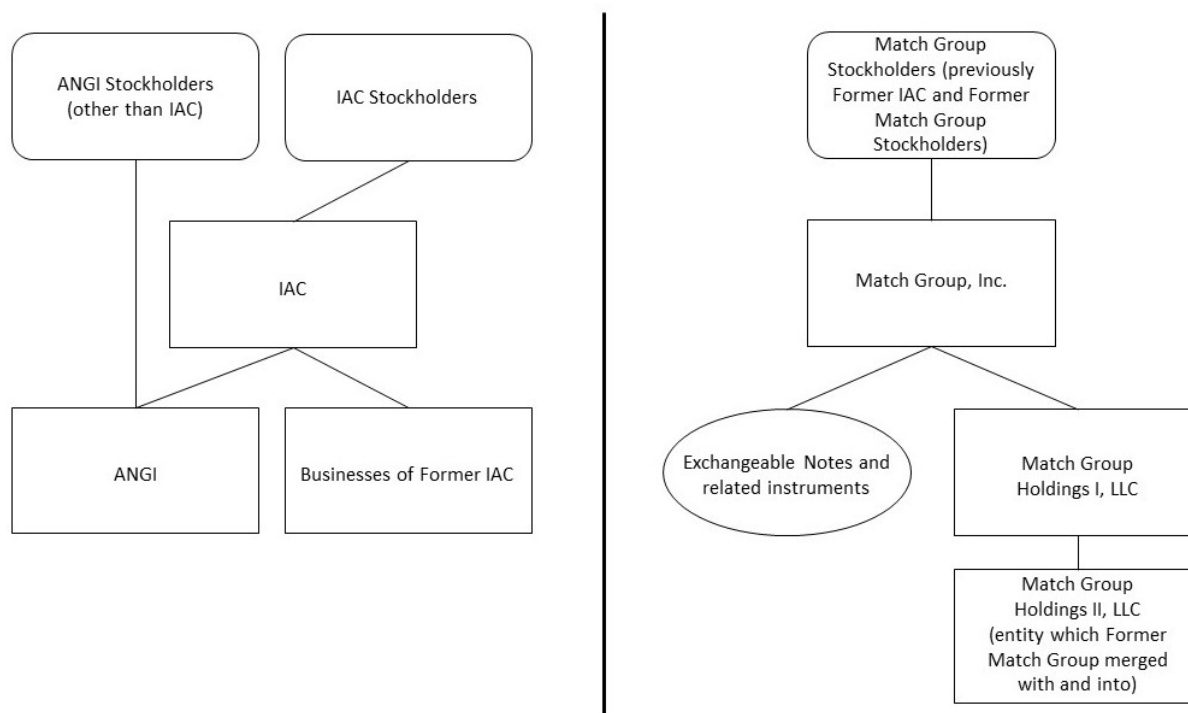 ANGI Stockholders
(other than IAC)
IAC Stockholders
IAC
ANGI
Businesses of Former IAC
Match Group
Stockholders (previously
Former IAC and Former
Match Group
Stockholders)
Match Group, Inc.
Exchangeable Notes and
related instruments
Match Group
Holdings I, LLC
Match Group
Holdings II, LLC
(entity which Former
Match Group merged
with and into)